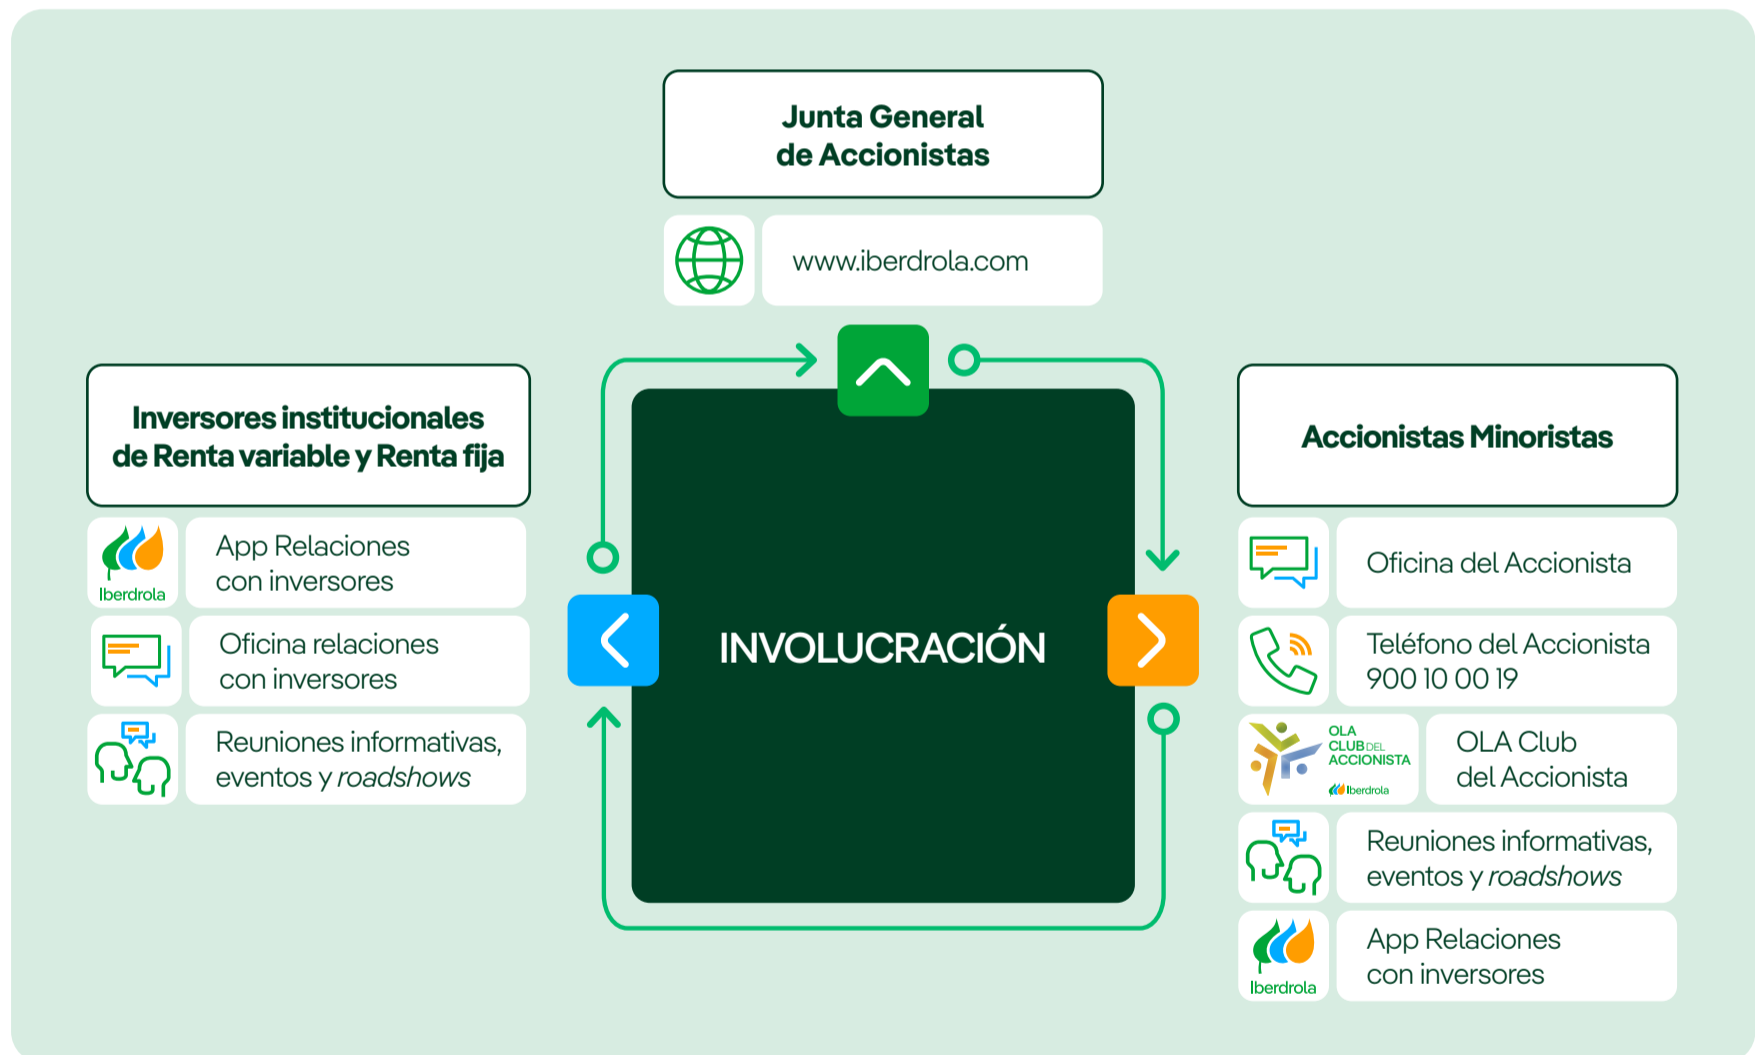 Junta General
de Accionistas
www.iberdrola.com
Inversores institucionales
de Renta variable y Renta fija
Iberdrola
App Relaciones
con inversores
Oficina relaciones
con inversores
Reuniones informativas,
eventos y roadshows
INVOLUCRACIÓN
Accionistas Minoristas
Oficina del Accionista
Teléfono del Accionista
900 10 00 19
OLA
CLUB DEL
ACCIONISTA
Iberdrola
OLA Club
del Accionista
Reuniones informativas,
eventos y roadshows
Iberdrola
App Relaciones
con inversores